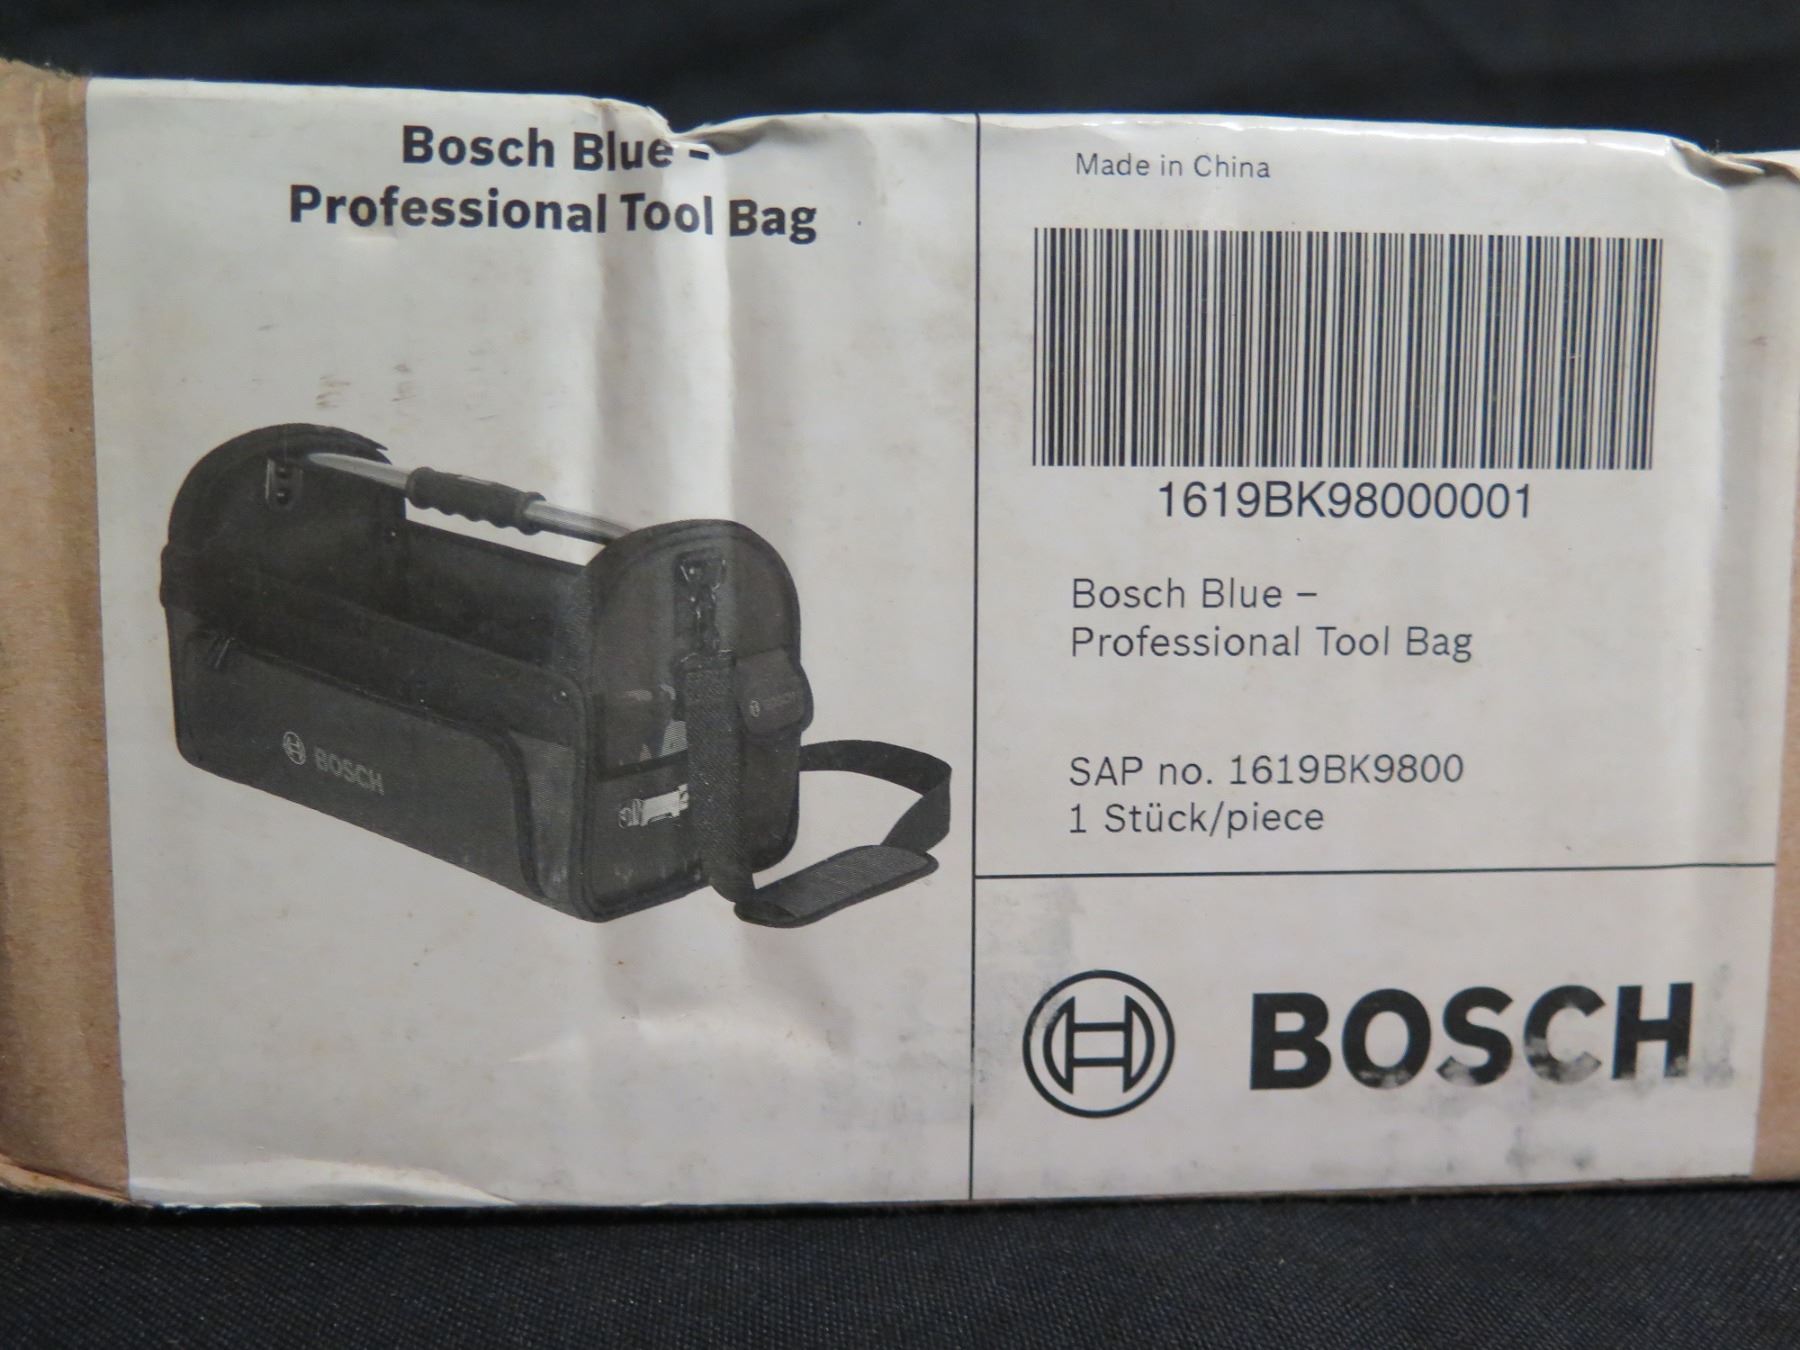 Bosch Blue -
Professional Tool Bag
BOSCH
BOSCH
Made in China
1619BK98000001
Bosch Blue –
Professional Tool Bag
SAP no. 1619BK9800
1 Stück/piece
BOSCH